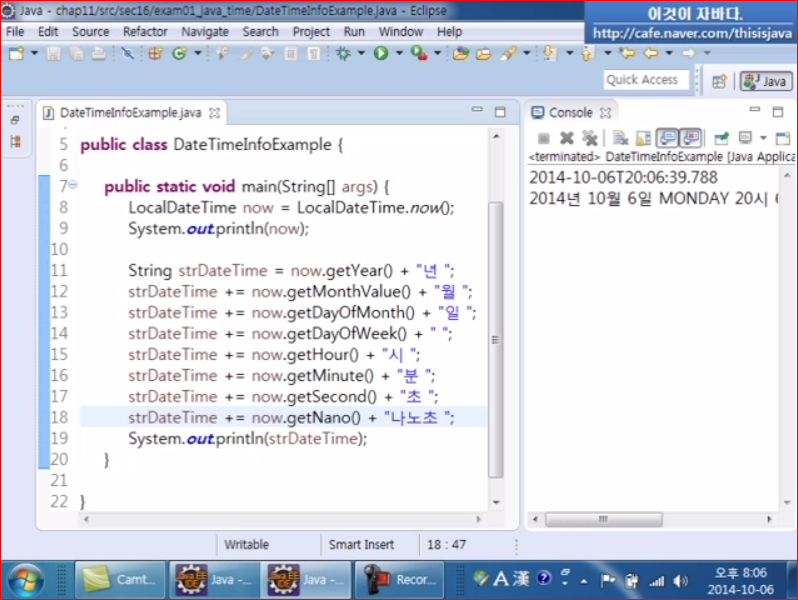 Java - chap11/src/sec16/exam01_java_time/DateTimeInfoExample.java - Eclipse
이것이 자바다.
http://cafe.naver.com/thisisjava
File Edit Source Refactor Navigate Search Project Run Window Help
Quick Access
Java
DateTimeInfoExample.java
5 public class DateTimeInfoExample {
6
7 public static void main(String[] args) {
8 LocalDateTime now = LocalDateTime.now();
9 System.out.println(now);
10
11 String strDateTime = now.getYear() + "년 ";
12 strDateTime += now.getMonthValue() + "월 ";
13 strDateTime += now.getDayOfMonth() + "일 ";
14 strDateTime += now.getDayOfWeek() + " ";
15 strDateTime += now.getHour() + "시 ";
16 strDateTime += now.getMinute() + "분 ";
17 strDateTime += now.getSecond() + "초 ";
18 strDateTime += now.getNano() + "나노초 ";
19 System.out.println(strDateTime);
20 }
21
22 }
Console
<terminated> DateTimeInfoExample [Java Applica
2014-10-06T20:06:39.788
2014년 10월 6일 MONDAY 20시
Writable Smart Insert 18 : 47
Camt... Java -... Java -... Recor...
A 漢
오후 8:06
2014-10-06